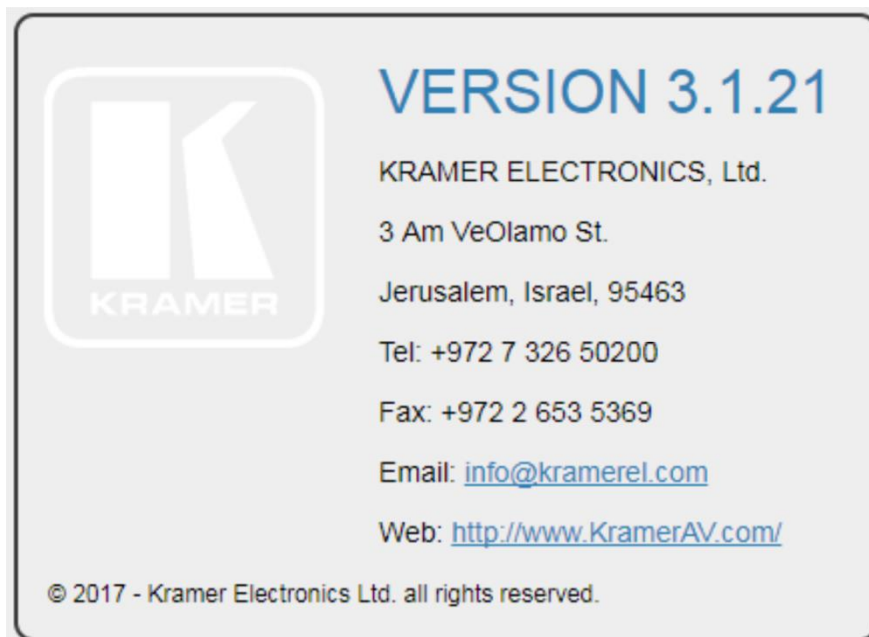 KRAMER
VERSION 3.1.21
KRAMER ELECTRONICS, Ltd.
3 Am VeOlamo St.
Jerusalem, Israel, 95463
Tel: +972 7 326 50200
Fax: +972 2 653 5369
Email: info@kramerel.com
Web: http://www.KramerAV.com/
© 2017 - Kramer Electronics Ltd. all rights reserved.